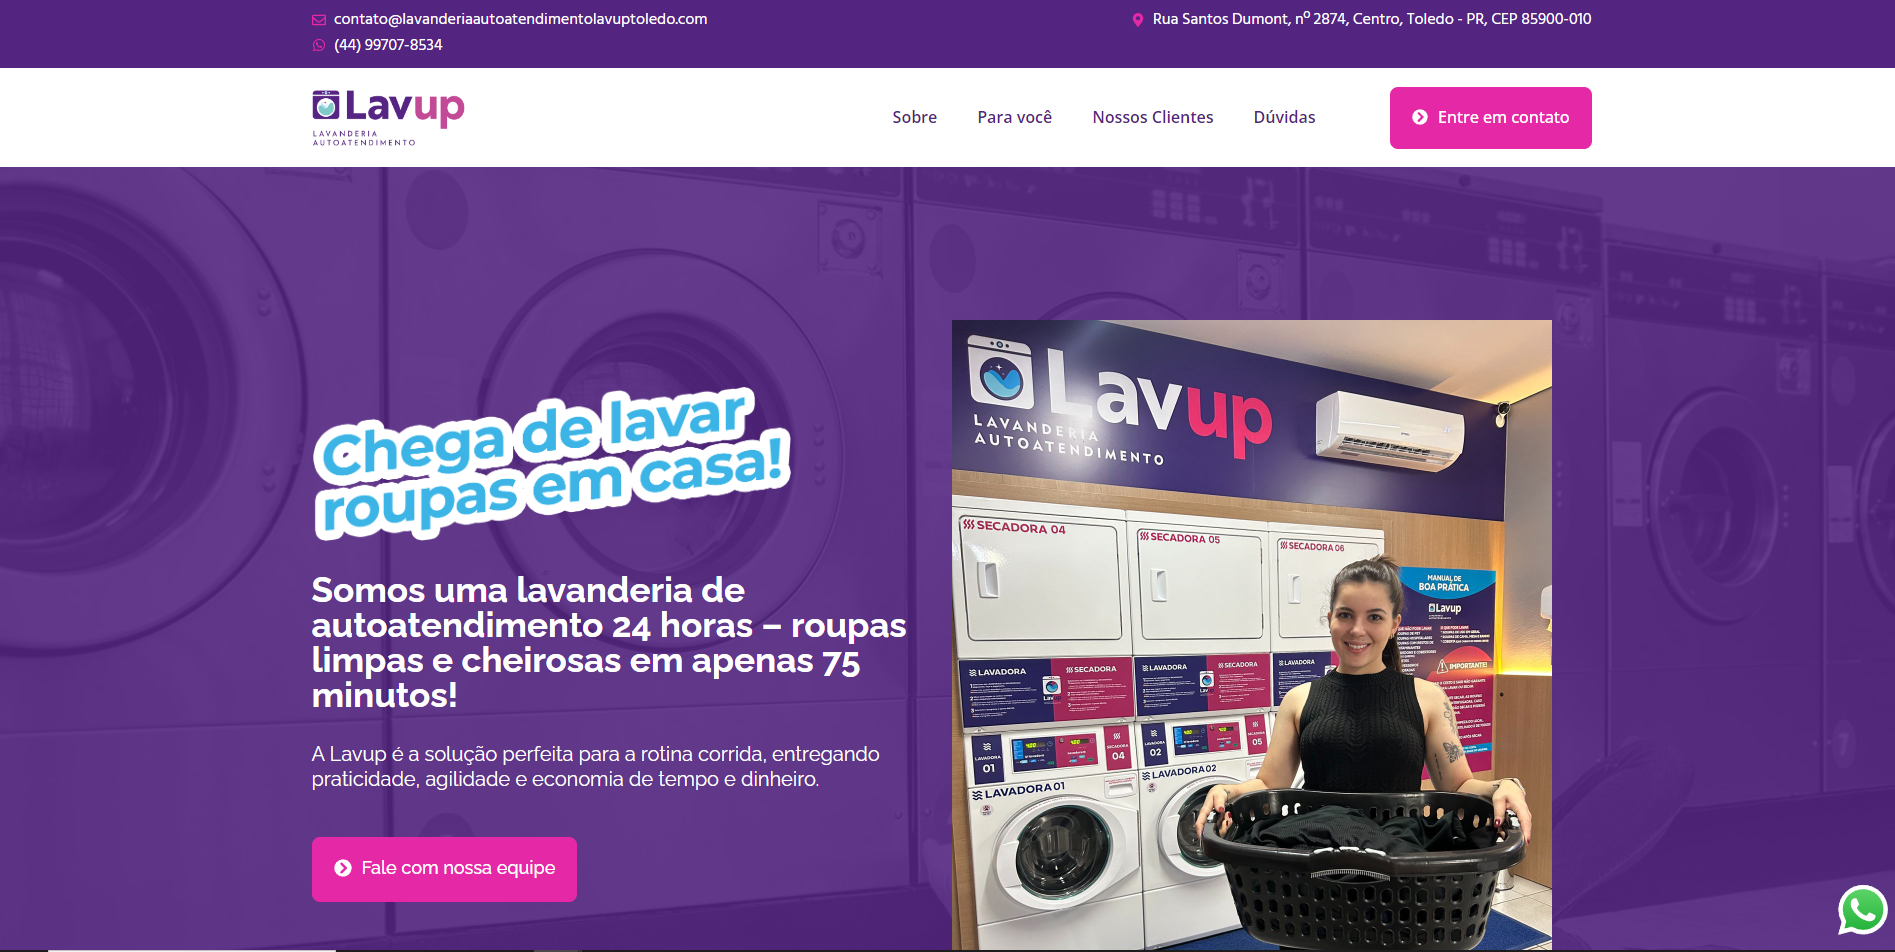 contato@lavanderiaautoatendimentolavuptoledo.com
(44) 99707-8534
Rua Santos Dumont, nº 2874, Centro, Toledo - PR, CEP 85900-010
Lavup
LAVANDERIA
AUTOATENDIMENTO
Sobre
Para você
Nossos Clientes
Dúvidas
Entre em contato
Chega de lavar
roupas em casa!
Somos uma lavanderia de
autoatendimento 24 horas – roupas
limpas e cheirosas em apenas 75
minutos!
A Lavup é a solução perfeita para a rotina corrida, entregando
praticidade, agilidade e economia de tempo e dinheiro.
Fale com nossa equipe
Lavup
LAVANDERIA
AUTOATENDIMENTO
SECADORA 04
SECADORA 05
SECADORA 06
MANUAL DE
BOA PRÁTICA
Lavup
IMPORTANTE!
LAVADORA
SECADORA
LAVADORA
SECADORA
LAVADORA
LAVADORA
01
SECADORA
04
LAVADORA
02
SECADORA
05
LAVADORA 01
LAVADORA 02